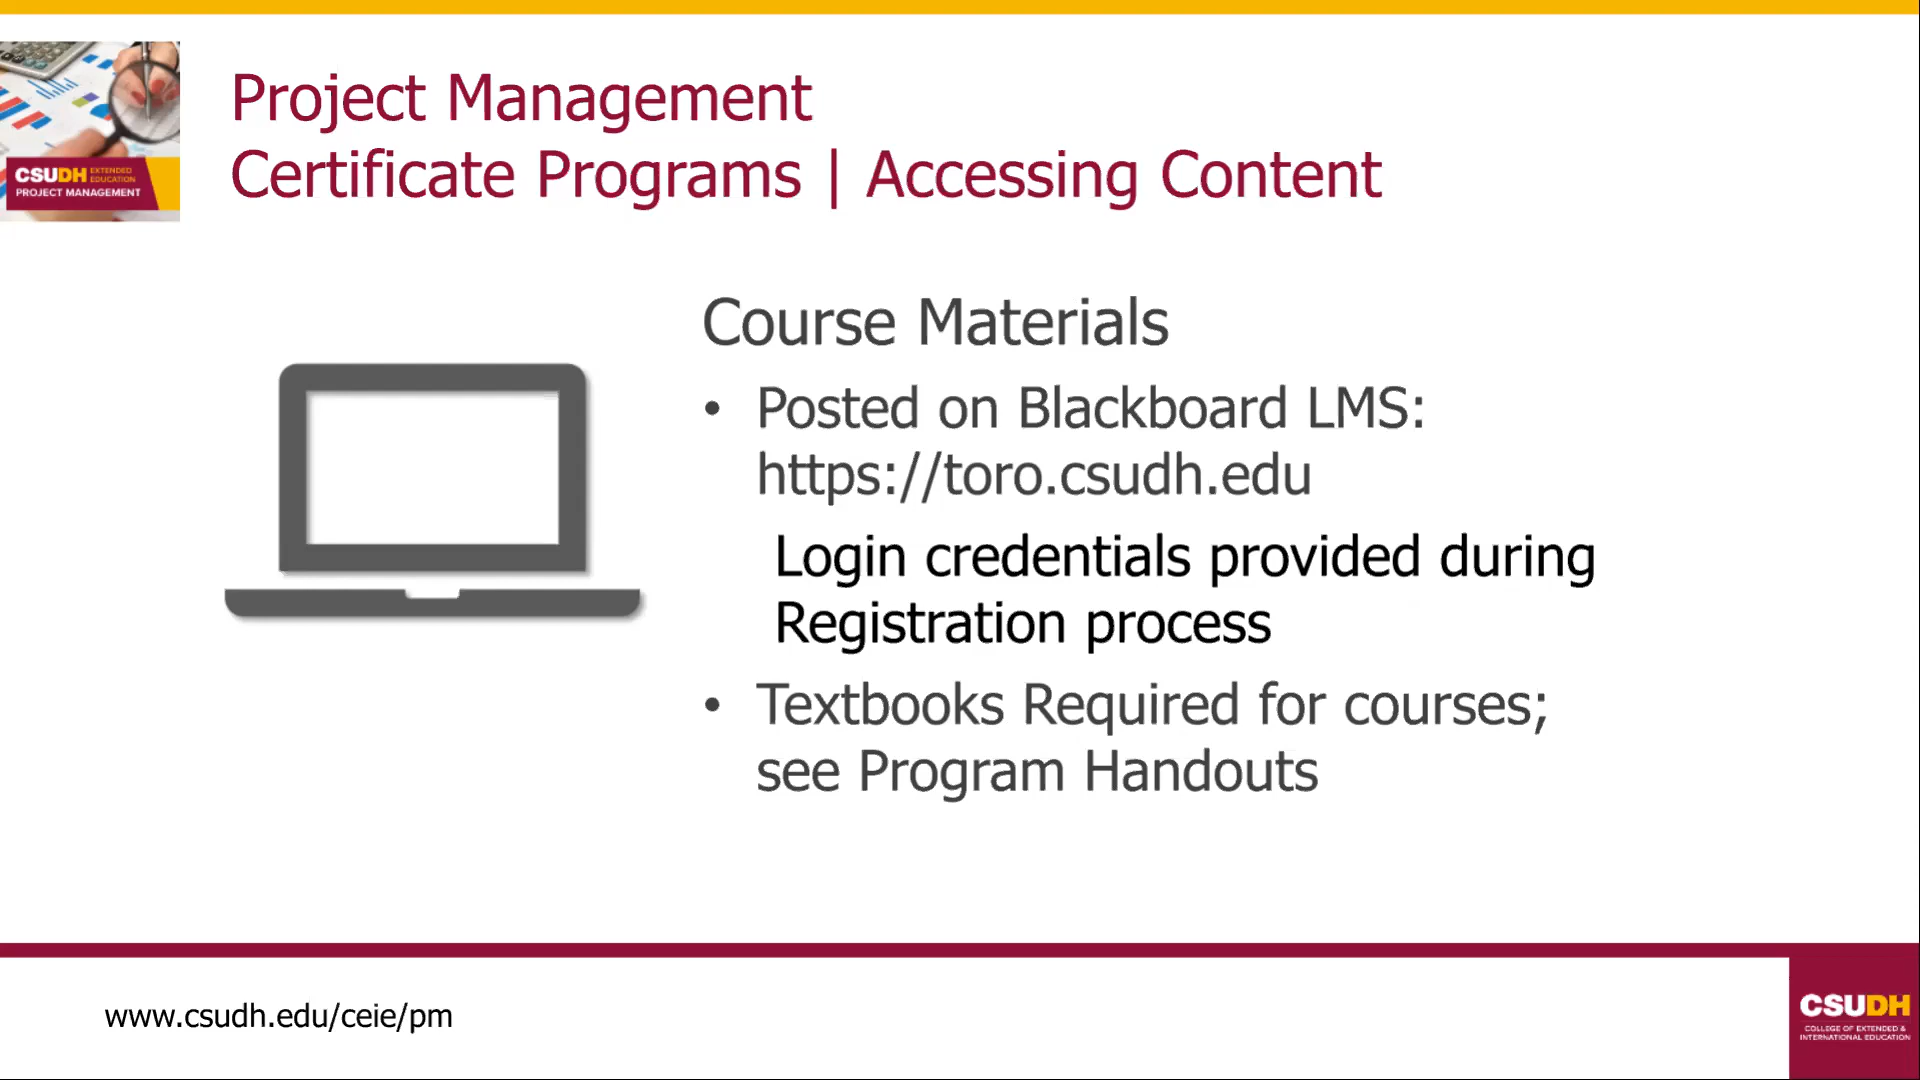 Project Management
Certificate Programs | Accessing Content
CSUDH EXTENDED EDUCATION
PROJECT MANAGEMENT
Course Materials
• Posted on Blackboard LMS:
https://toro.csudh.edu
Login credentials provided during
Registration process
• Textbooks Required for courses;
see Program Handouts
www.csudh.edu/ceie/pm
CSUDH
COLLEGE OF EXTENDED &
INTERNATIONAL EDUCATION